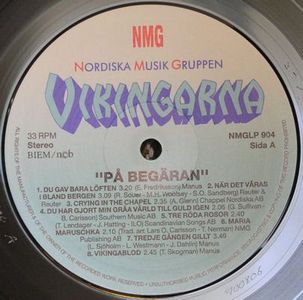 NMG
NORDISKA MUSIK GRUPPEN
VIKINGARNA
33 RPM
Stereo
BIEM/ncb
NMGLP 904
Sida A
"PÅ BEGÄRAN"
1. DU GAV BARA LÖFTEN 3.20 (E. Fredriksson) Manus 2. NÄR DET VÅRAS
I BLAND BERGEN 3.09 (R. Sauer - M.H. Woolsey - S.O. Sandberg) Reuter &
Reuter 3. CRYING IN THE CHAPEL 2.35 (A. Glenn) Chappel Nordiska AB
4. DU HAR GJORT MIN GRÅA VÄRLD TILL GULD IGEN 2.40 (G. Sullivan -
B. Carlsson) Southern Music AB 5. TRE RÖDA ROSOR 2.40
(T. Lendager - J. Hatting - ILO) Scandinavian Songs AB 6. MARIA,
MARUSCHKA 2.10 (Trad. arr Lars O. Carlsson - T. Norman) NMG
Publishing AB 7. TREDJE GÅNGEN GILLT 3.40
(L. Sjöholm - L. Westmann - J. Dahlin) Manus
8. VIKINGABLOD 2.45 (T. Skogman) Manus